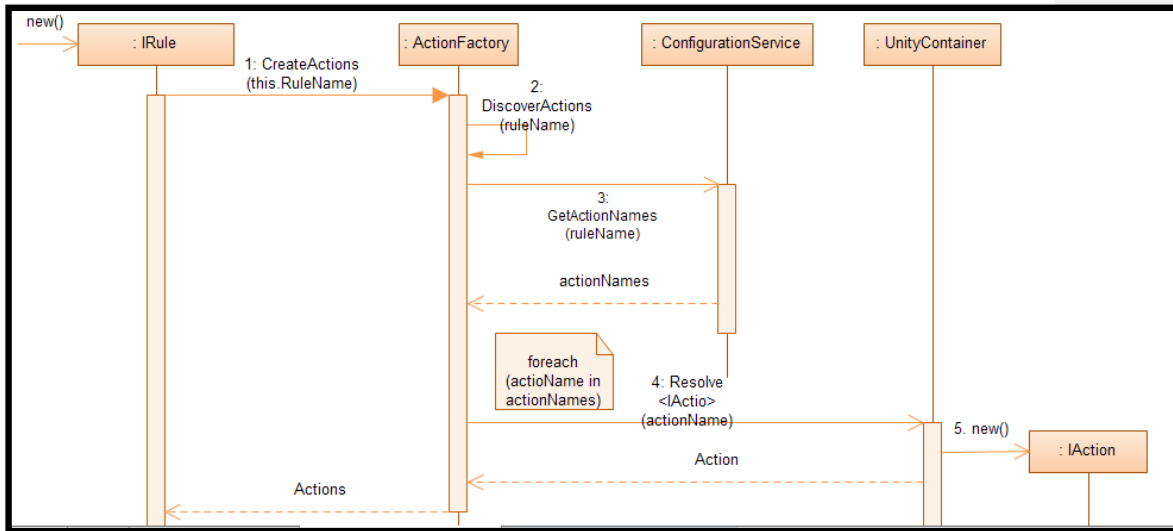 new()
: IRule
: ActionFactory
: ConfigurationService
: UnityContainer
1: CreateActions
(this.RuleName)
2:
DiscoverActions
(ruleName)
3:
GetActionNames
(ruleName)
actionNames
foreach
(actioName in
actionNames)
4: Resolve
<IActio>
(actionName)
5. new()
: IAction
Action
Actions